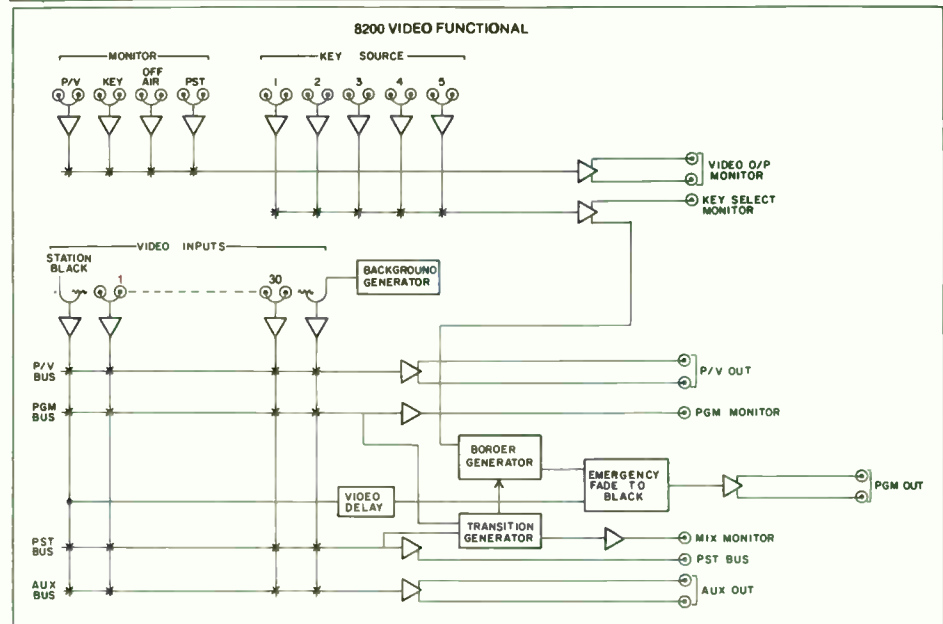 8200 VIDEO FUNCTIONAL
MONITOR
KEY SOURCE
P/V
KEY
OFF
AIR
PST
1
2
3
4
5
VIDEO O/P
MONITOR
KEY SELECT
MONITOR
VIDEO INPUTS
STATION
BLACK
1
30
BACKGROUND
GENERATOR
P/V
BUS
P/V OUT
PGM
BUS
PGM MONITOR
BORDER
GENERATOR
EMERGENCY
FADE TO
BLACK
PGM OUT
VIDEO
DELAY
TRANSITION
GENERATOR
MIX MONITOR
PST
BUS
PST BUS
AUX
BUS
AUX OUT